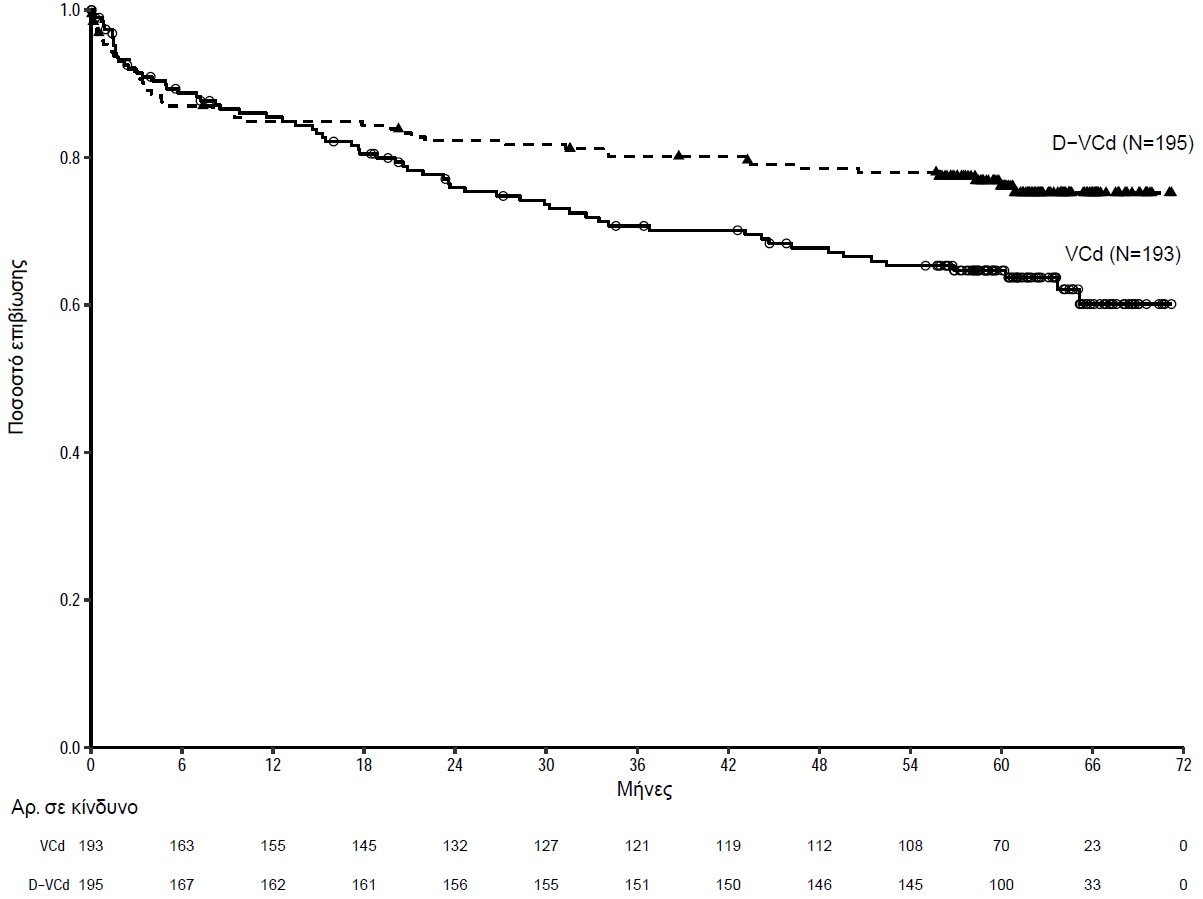 1.0
0.8
0.6
0.4
0.2
0.0
Ποσοστό επιβίωσης
D−VCd (N=195)
VCd (N=193)
0 6 12 18 24 30 36 42 48 54 60 66 72
Μήνες
Αρ. σε κίνδυνο
VCd 193 163 155 145 132 127 121 119 112 108 70 23 0
D−VCd 195 167 162 161 156 155 151 150 146 145 100 33 0